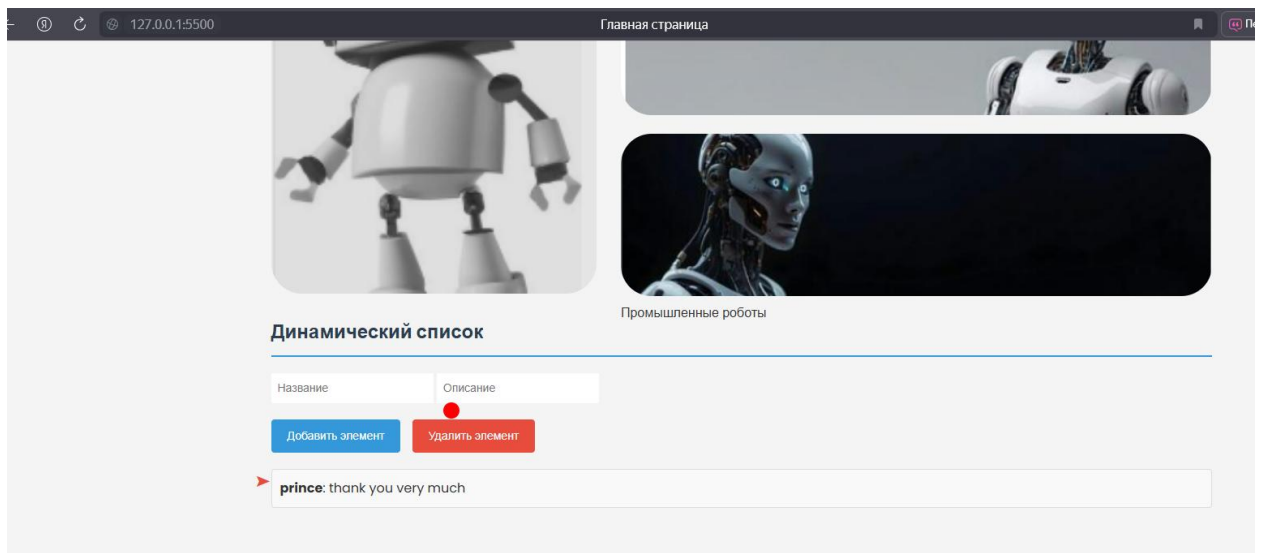 127.0.0.1:5500 Главная страница
Промышленные роботы
Динамический список
Название Описание
Добавить элемент Удалить элемент
prince: thank you very much